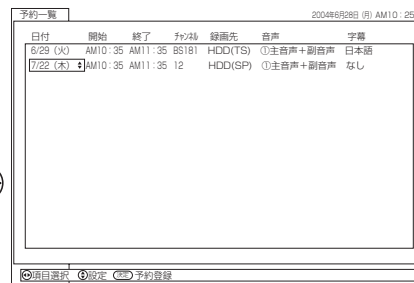 予約一覧 2004年6月28日 (月) AM10:25
日付 開始 終了 チャンネル 録画先 音声 字幕
6/29 (火) AM10:35 AM11:35 BS181 HDD(TS) ①主音声+副音声 日本語
7/22 (木) AM10:35 AM11:35 12 HDD(SP) ①主音声+副音声 なし
項目選択 設定 決定 予約登録